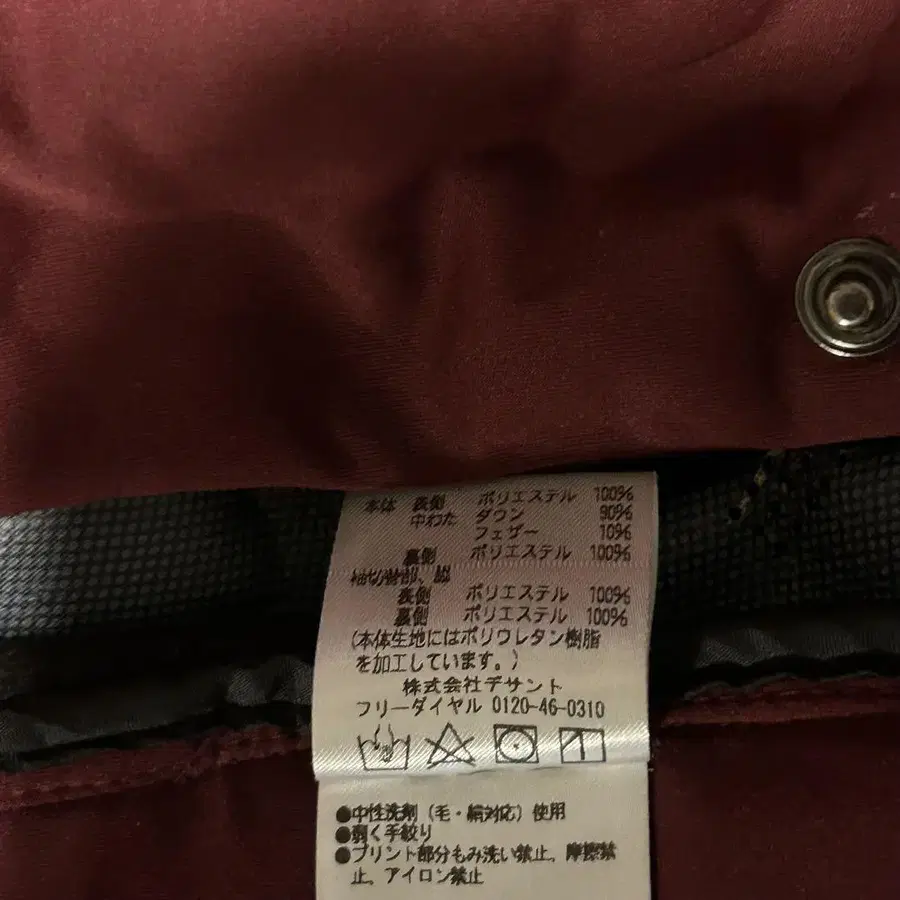 本体 表側 ポリエステル 100%
中わた ダウン 90%
フェザー 10%
裏側 ポリエステル 100%
袖切替部、
表側 ポリエステル 100%
裏側 ポリエステル 100%
(本体生地にはポリウレタン樹脂
を加工しています。)
株式会社デサント
フリーダイヤル 0120-46-0310
●中性洗剤(毛・絹対応)使用
●弱く手絞り
●プリント部分もみ洗い禁止、摩擦禁
止、アイロン禁止